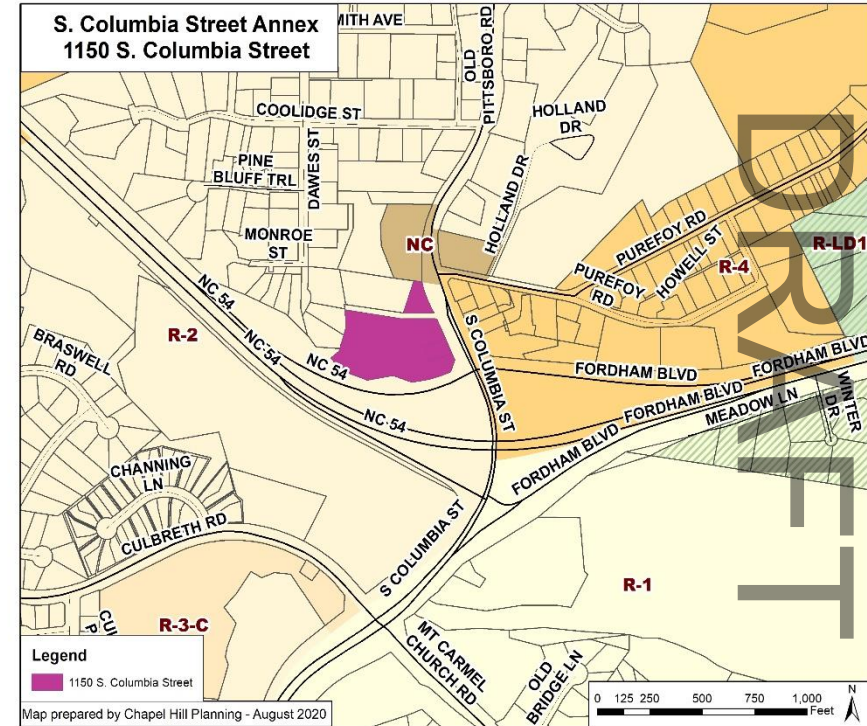 S. Columbia Street Annex
1150 S. Columbia Street
MITH AVE
OLD
PITTSBORO RD
COOLIDGE ST
HOLLAND
DR
DAWES ST
PINE
BLUFF TRL
HOLLAND DR
MONROE
ST
NC
PUREFOY RD
HOWELL ST
R-LD1
PUREFOY
RD
R-4
NC 54
NC 54
R-2
S COLUMBIA ST
BRASWELL
RD
NC 54
FORDHAM BLVD
FORDHAM BLVD
FORDHAM BLVD
MEADOW LN
WINTER
DR
NC 54
FORDHAM BLVD
CHANNING
LN
CULBRETH RD
S COLUMBIA ST
R-1
R-3-C
MT CARMEL
CHURCH RD
OLD
BRIDGE LN
DRAFT
Legend
1150 S. Columbia Street
Map prepared by Chapel Hill Planning - August 2020
0 125 250 500 750 1,000
Feet
N